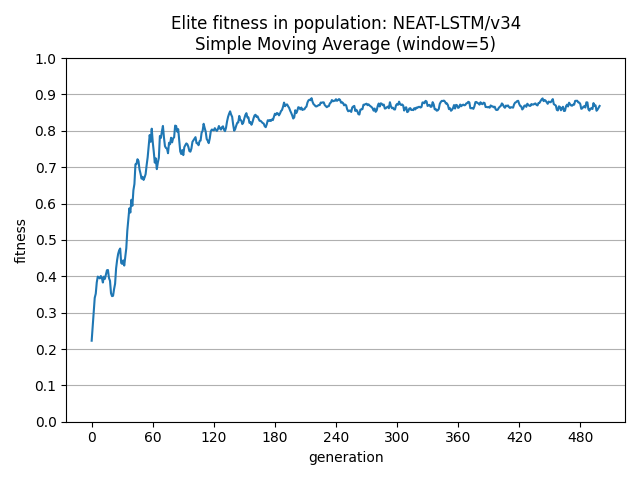 Elite fitness in population: NEAT-LSTM/v34
Simple Moving Average (window=5)
1.0
0.9
0.8
0.7
0.6
0.5
0.4
0.3
0.2
0.1
0.0
fitness
0 60 120 180 240 300 360 420 480
generation